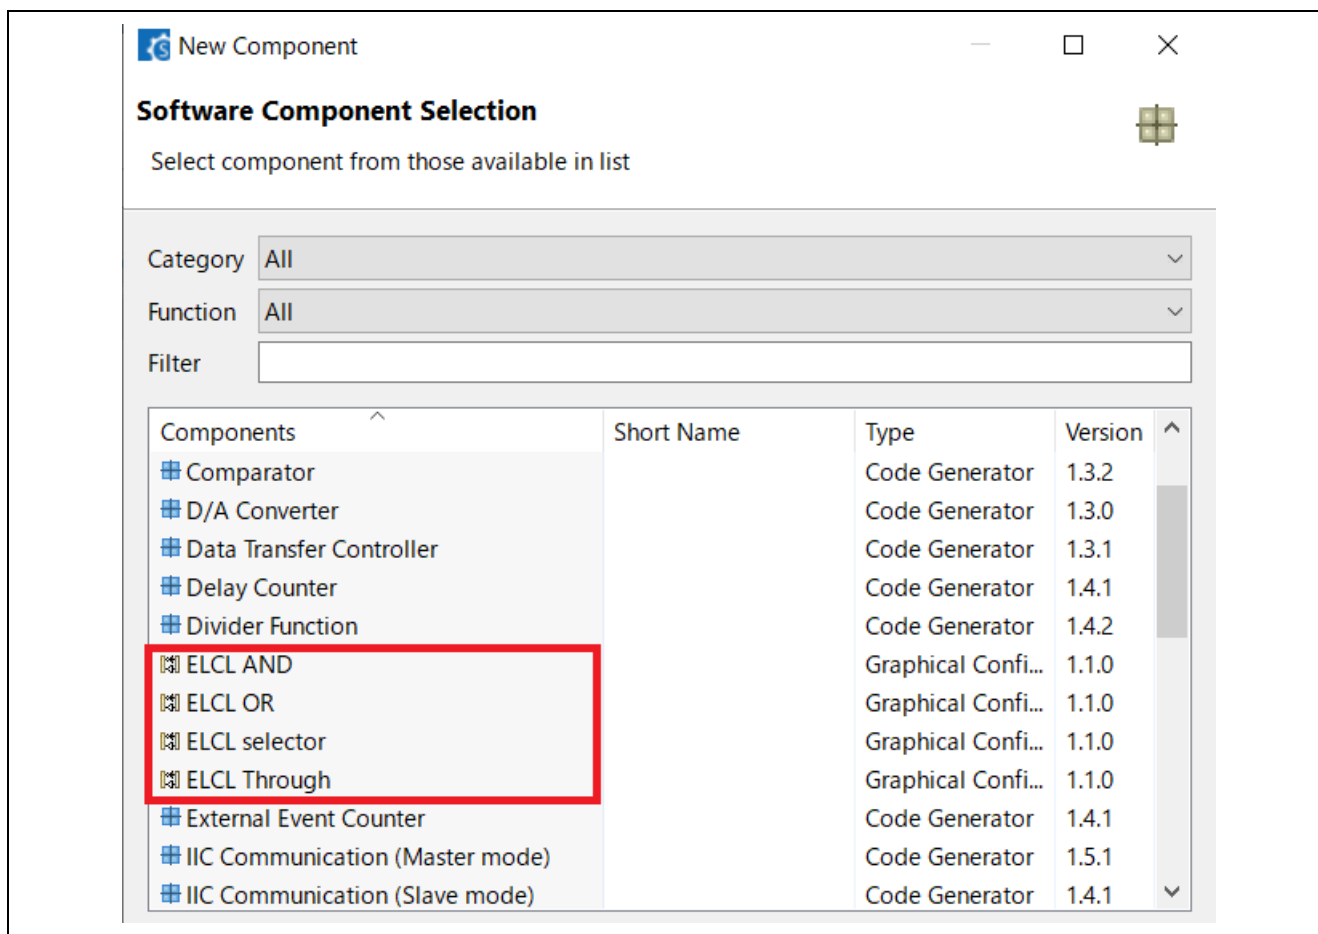 New Component
Software Component Selection
Select component from those available in list
Category All
Function All
Filter
Components Short Name Type Version
Comparator Code Generator 1.3.2
D/A Converter Code Generator 1.3.0
Data Transfer Controller Code Generator 1.3.1
Delay Counter Code Generator 1.4.1
Divider Function Code Generator 1.4.2
ELCL AND Graphical Confi... 1.1.0
ELCL OR Graphical Confi... 1.1.0
ELCL selector Graphical Confi... 1.1.0
ELCL Through Graphical Confi... 1.1.0
External Event Counter Code Generator 1.4.1
IIC Communication (Master mode) Code Generator 1.5.1
IIC Communication (Slave mode) Code Generator 1.4.1